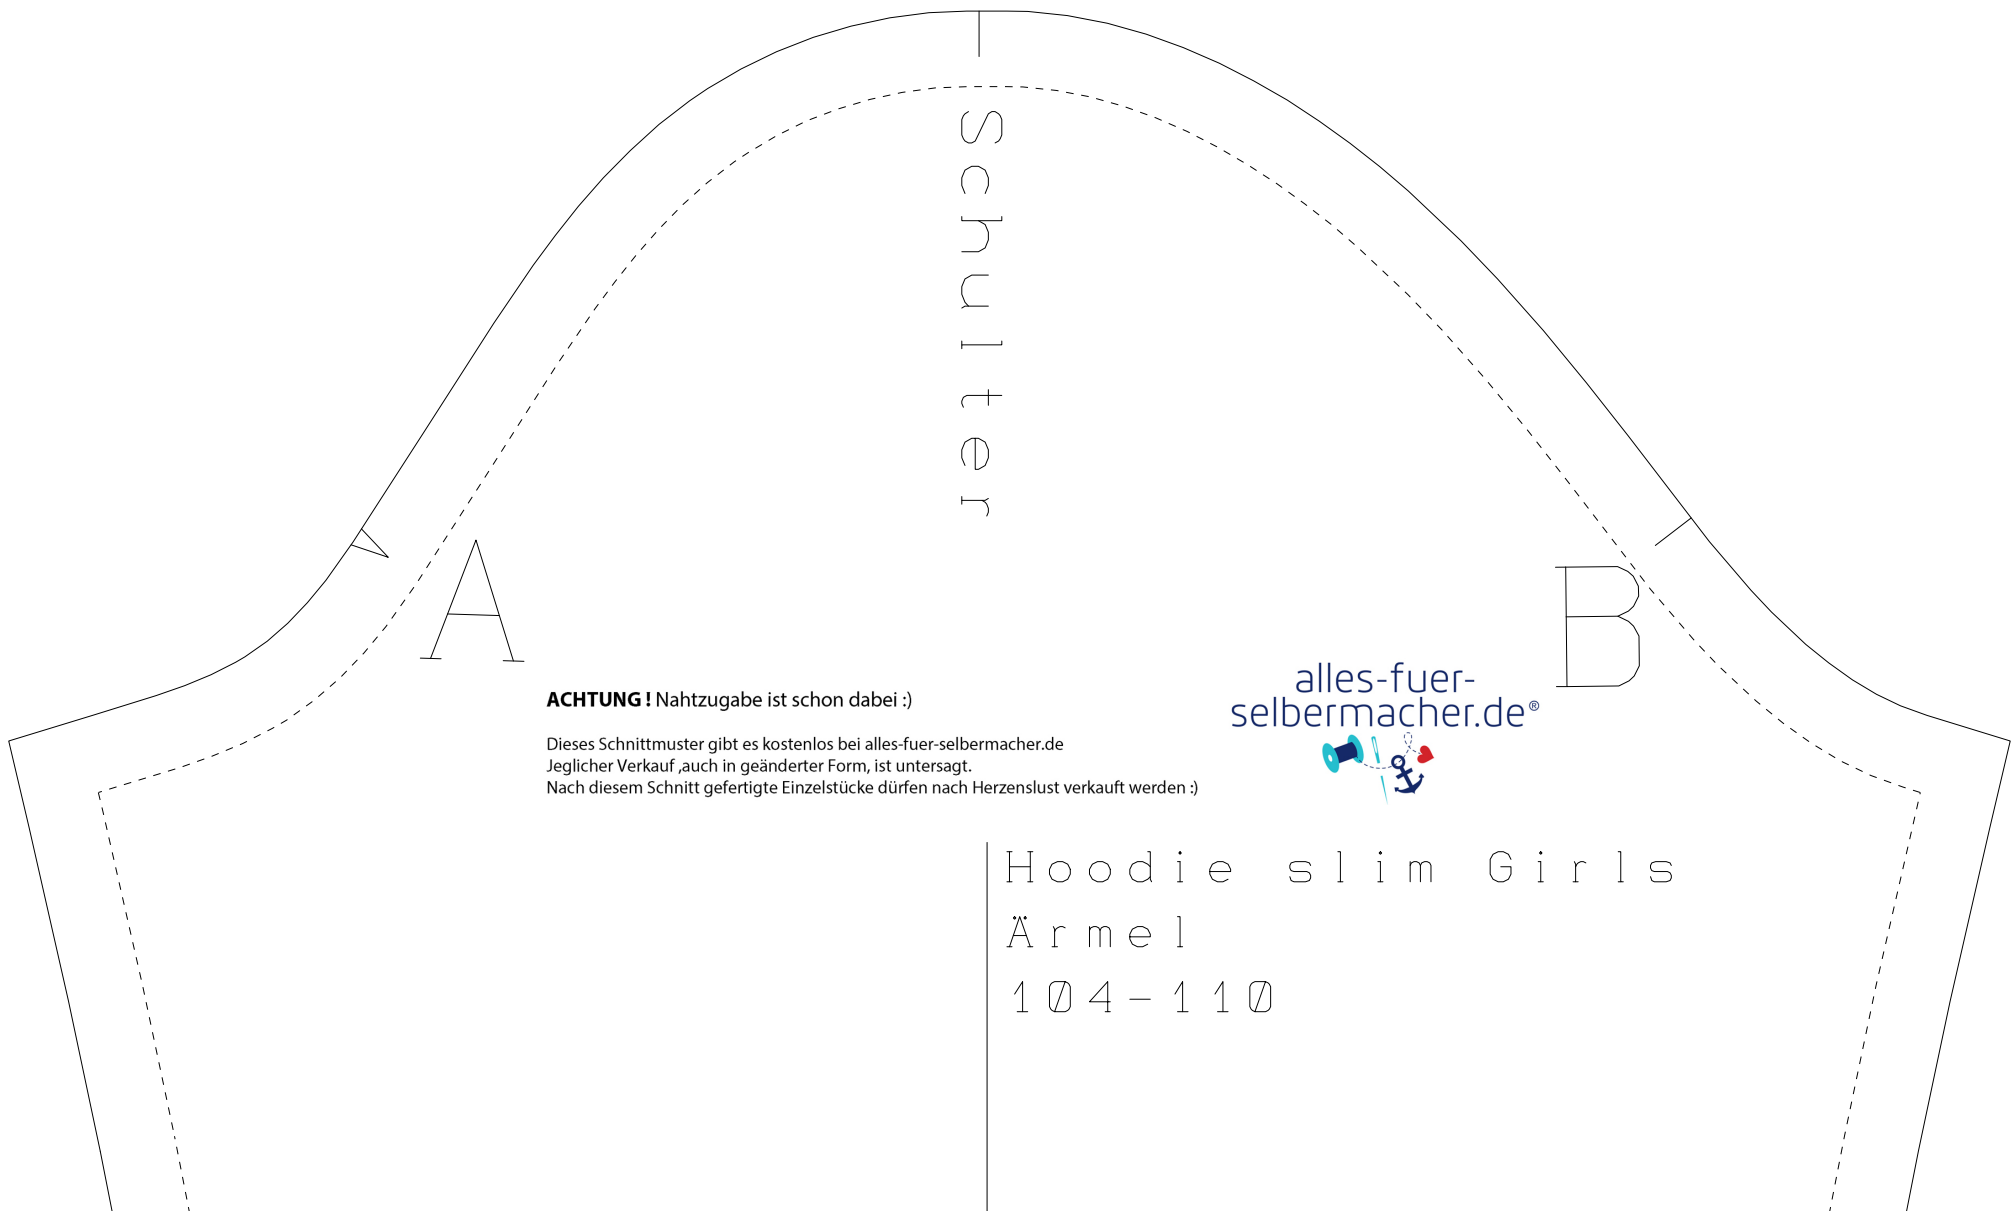 Schulter
A
B
ACHTUNG ! Nahtzugabe ist schon dabei :)
Dieses Schnittmuster gibt es kostenlos bei alles-fuer-selbermacher.de
Jeglicher Verkauf ,auch in geänderter Form, ist untersagt.
Nach diesem Schnitt gefertigte Einzelstücke dürfen nach Herzenslust verkauft werden :)
alles-fuer-
selbermacher.de®
Hoodie slim Girls
Ärmel
104-110